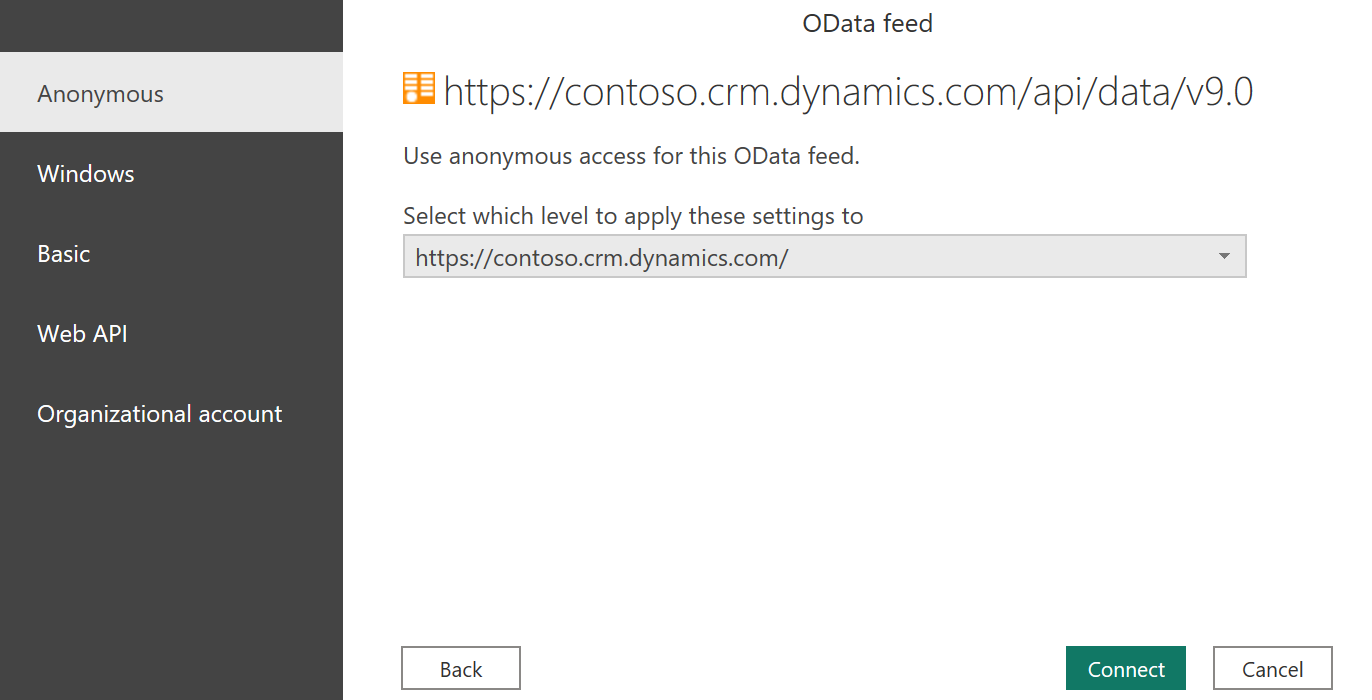 OData feed
Anonymous
Windows
Basic
Web API
Organizational account
https://contoso.crm.dynamics.com/api/data/v9.0
Use anonymous access for this OData feed.
Select which level to apply these settings to
https://contoso.crm.dynamics.com/
Back
Connect
Cancel